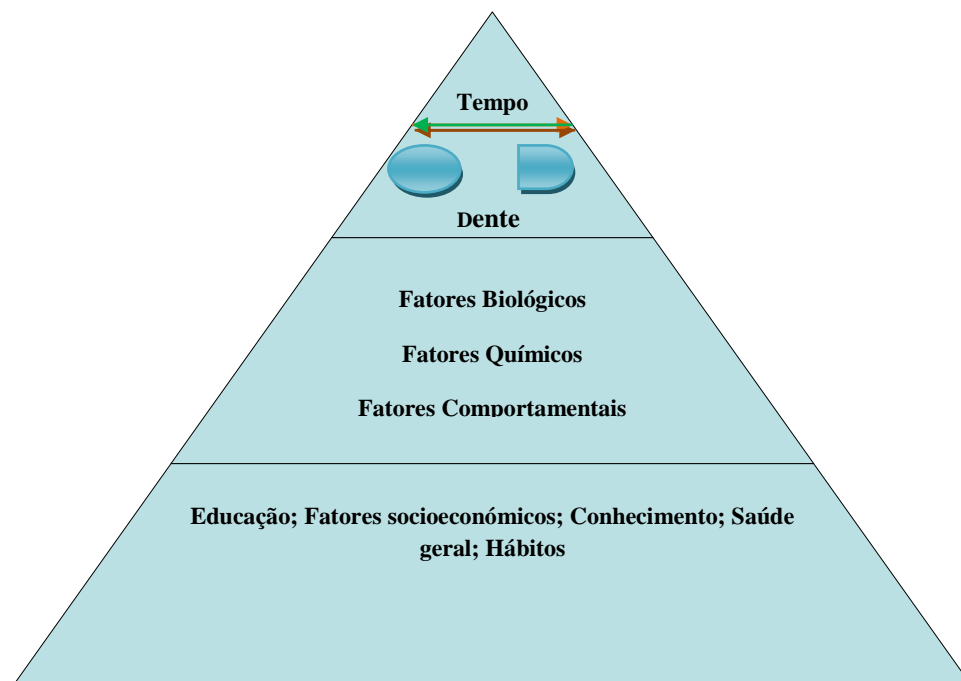 Tempo
Dente
Fatores Biológicos
Fatores Químicos
Fatores Comportamentais
Educação; Fatores socioeconómicos; Conhecimento; Saúde
geral; Hábitos